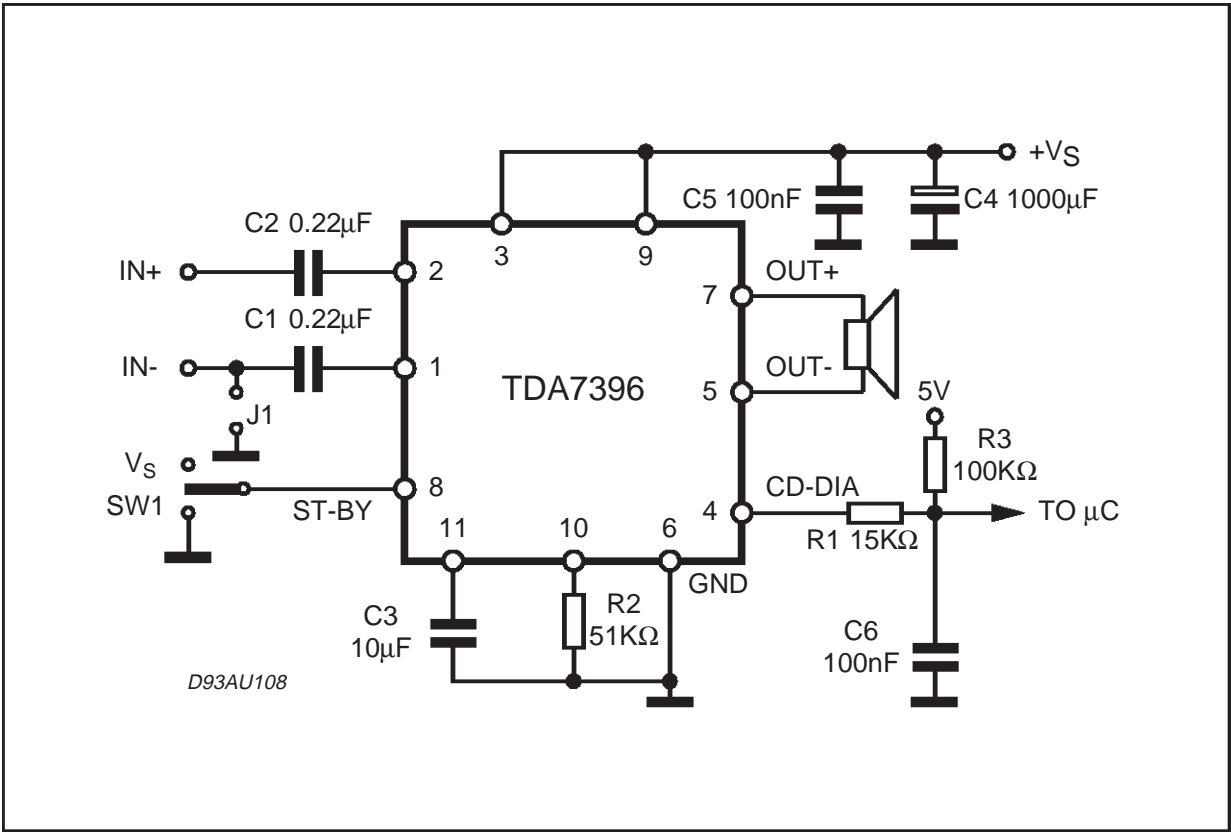 +VS
C5 100nF
C4 1000μF
C2 0.22μF
3
9
IN+
2
OUT+
7
C1 0.22μF
IN-
1
TDA7396
OUT-
5
J1
5V
R3
100KΩ
VS
SW1
ST-BY
8
CD-DIA
4
R1 15KΩ
TO μC
11
10
6
GND
C3
10μF
R2
51KΩ
C6
100nF
D93AU108